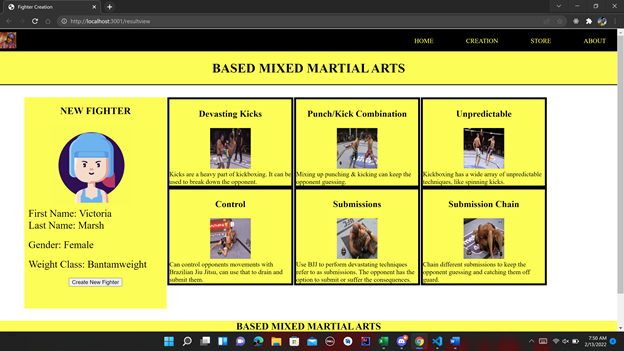 Fighter Creation
http://localhost:3001/resultview
HOME CREATION STORE ABOUT
BASED MIXED MARTIAL ARTS
NEW FIGHTER
First Name: Victoria
Last Name: Marsh
Gender: Female
Weight Class: Bantamweight
Create New Fighter
Devasting Kicks
Kicks are a heavy part of kickboxing. It can be
used to break down the opponent.
Punch/Kick Combination
Mixing up punching & kicking can keep the
opponent guessing.
Unpredictable
Kickboxing has a wide array of unpredictable
techniques, like spinning kicks.
Control
Can control opponents movements with
Brazilian Jiu Jitsu, can use that to drain and
submit them.
Submissions
Use BJJ to perform devastating techniques
refer to as submissions. The opponent has the
option to submit or suffer the consequences.
Submission Chain
Chain different submissions to keep the
opponent guessing and catching them off
guard.
BASED MIXED MARTIAL ARTS
7:50 AM
2/13/2022